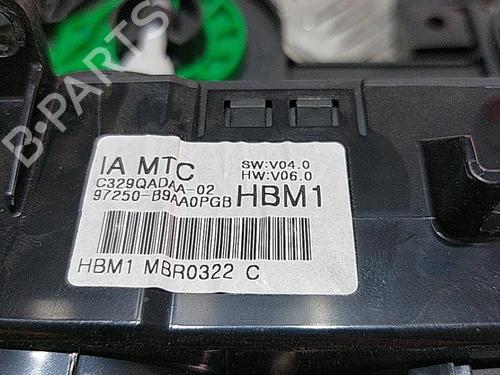 B-PARTS
IA MTC
SW:V04.0
C329QADAA-02
HW:V06.0
97250-B9AA0PGB
HBM1
HBM1 MBR0322 C